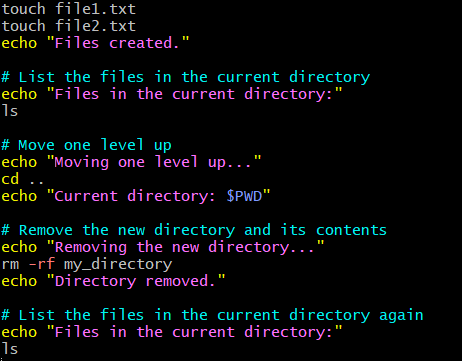 touch file1.txt
touch file2.txt
echo "Files created."
# List the files in the current directory
echo "Files in the current directory:"
ls
# Move one level up
echo "Moving one level up..."
cd ..
echo "Current directory: $PWD"
# Remove the new directory and its contents
echo "Removing the new directory..."
rm -rf my_directory
echo "Directory removed."
# List the files in the current directory again
echo "Files in the current directory:"
ls